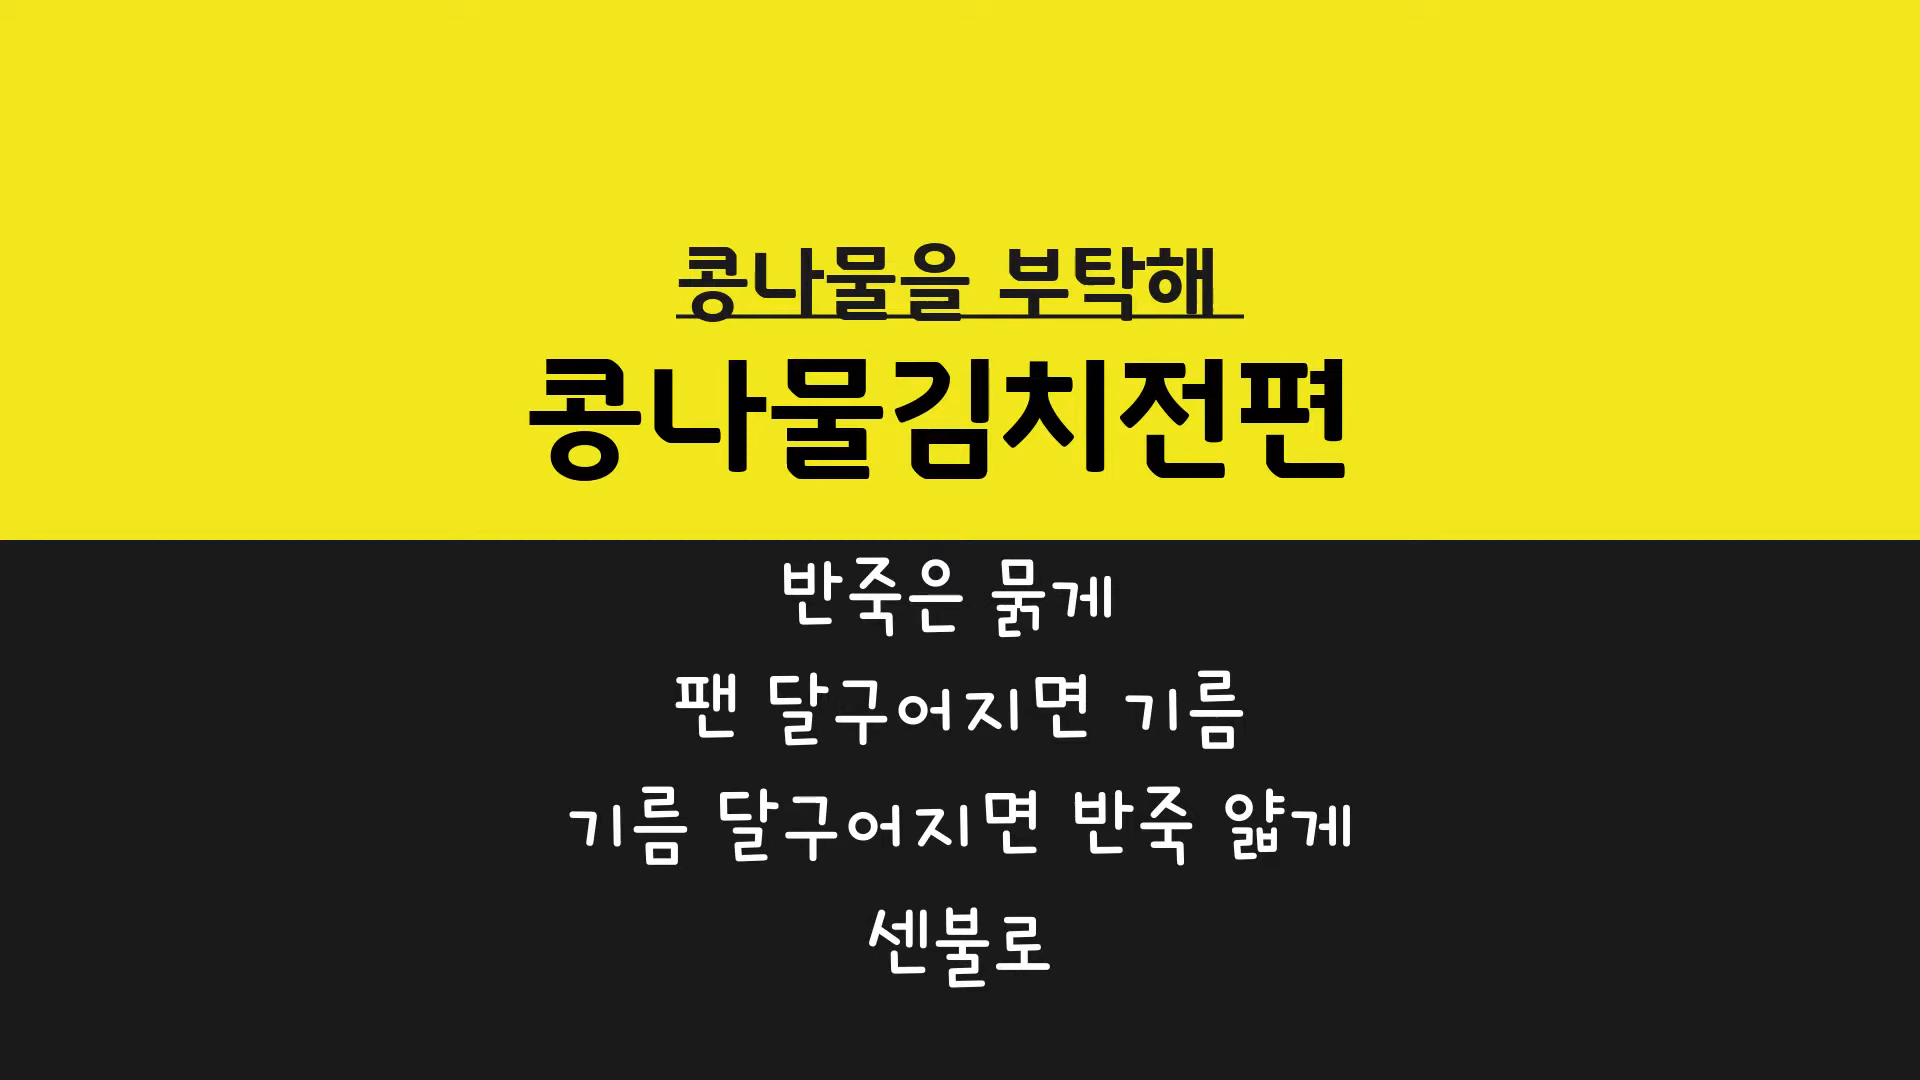 콩나물을 부탁해
콩나물김치전편
반죽은 묽게
팬 달구어지면 기름
기름 달구어지면 반죽 얇게
센불로